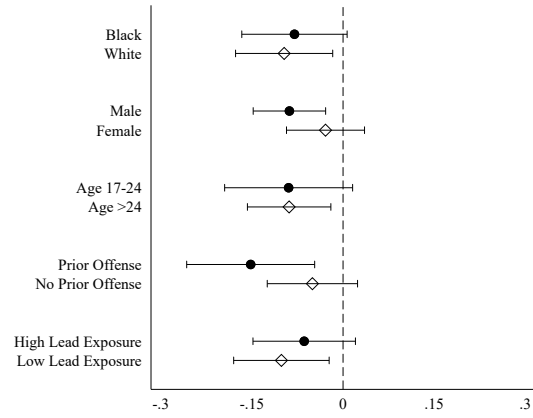 Black
White
Male
Female
Age 17-24
Age >24
Prior Offense
No Prior Offense
High Lead Exposure
Low Lead Exposure
-.3 -.15 0 .15 .3